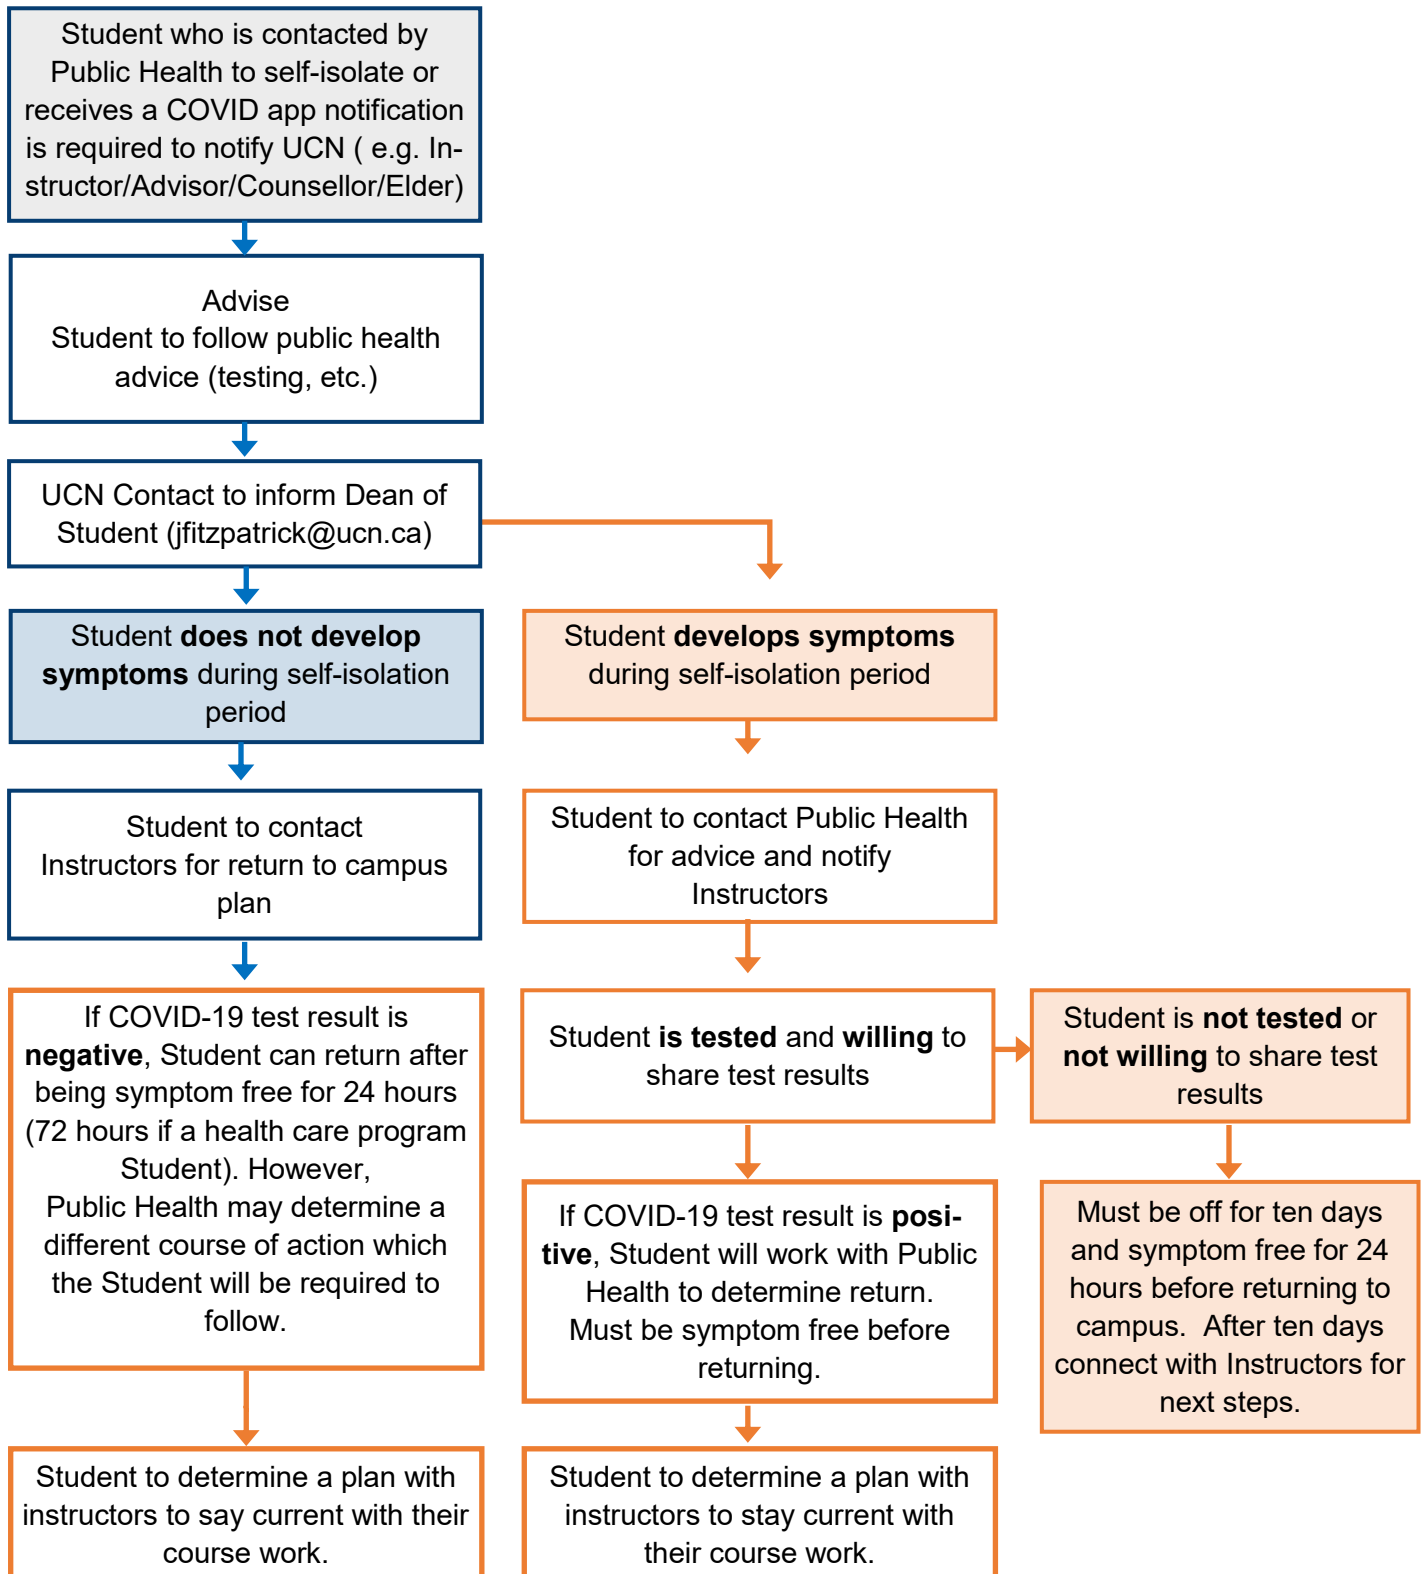 Student who is contacted by
Public Health to self-isolate or
receives a COVID app notification
is required to notify UCN ( e.g. In-
structor/Advisor/Counsellor/Elder)
Advise
Student to follow public health
advice (testing, etc.)
UCN Contact to inform Dean of
Student (jfitzpatrick@ucn.ca)
Student does not develop
symptoms during self-isolation
period
Student develops symptoms
during self-isolation period
Student to contact
Instructors for return to campus
plan
Student to contact Public Health
for advice and notify
Instructors
If COVID-19 test result is
negative, Student can return after
being symptom free for 24 hours
(72 hours if a health care program
Student). However,
Public Health may determine a
different course of action which
the Student will be required to
follow.
Student is tested and willing to
share test results
Student is not tested or
not willing to share test
results
If COVID-19 test result is posi-
tive, Student will work with Public
Health to determine return.
Must be symptom free before
returning.
Must be off for ten days
and symptom free for 24
hours before returning to
campus.  After ten days
connect with Instructors for
next steps.
Student to determine a plan with
instructors to say current with their
course work.
Student to determine a plan with
instructors to stay current with
their course work.